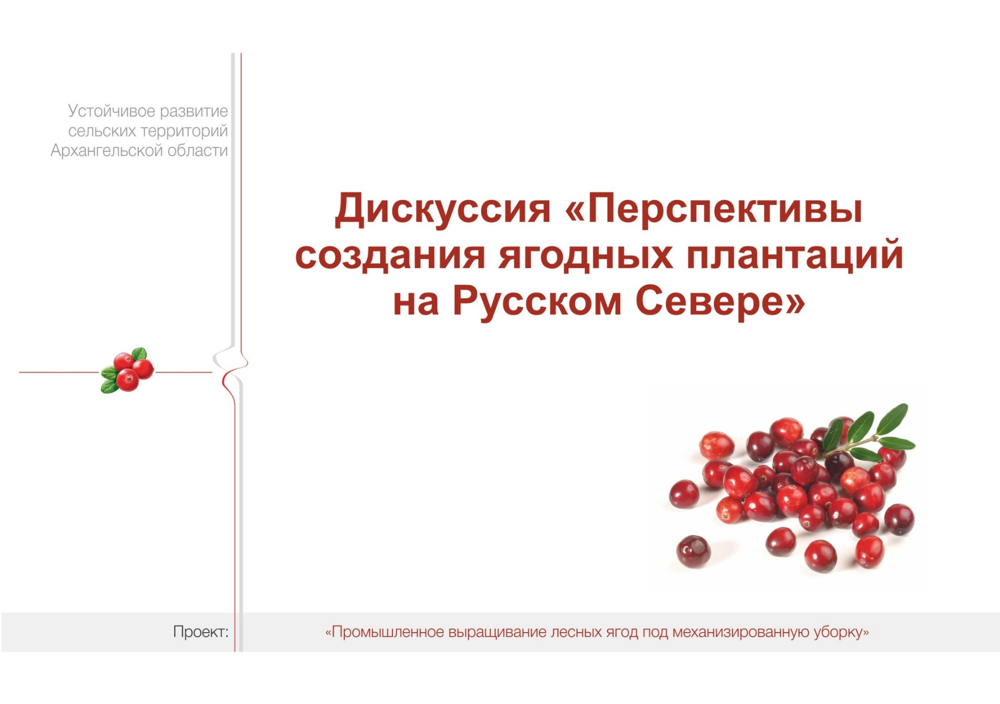 Устойчивое развитие
сельских территорий
Архангельской области
Дискуссия «Перспективы
создания ягодных плантаций
на Русском Севере»
Проект:
«Промышленное выращивание лесных ягод под механизированную уборку»